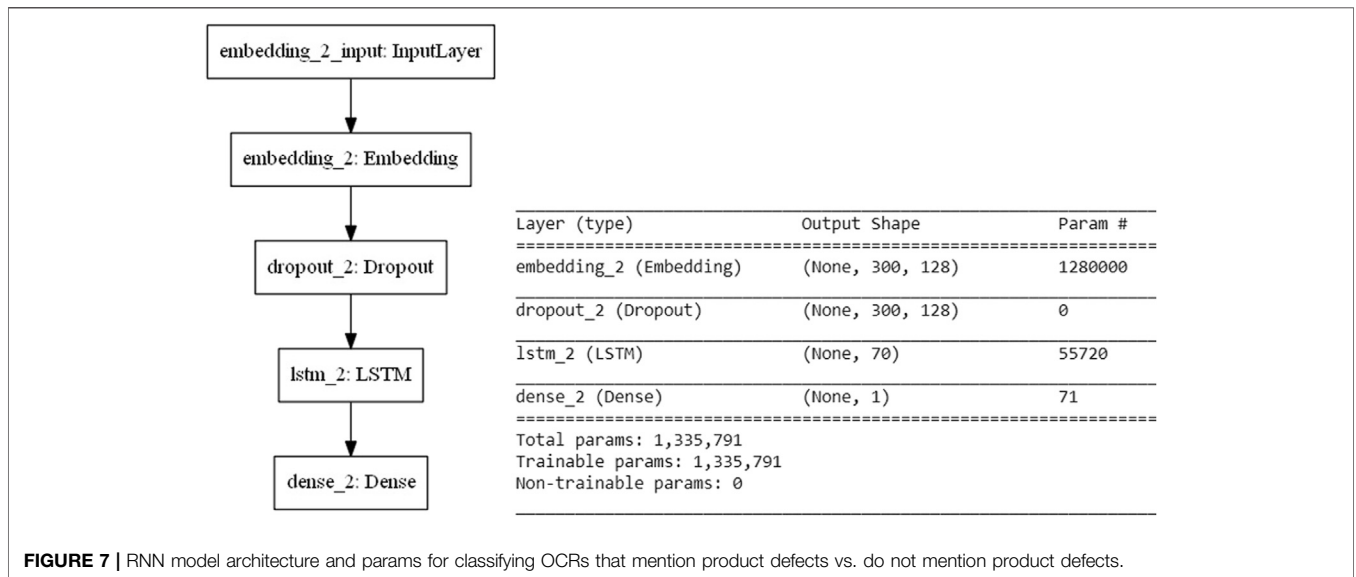 embedding_2_input: InputLayer
embedding_2: Embedding
dropout_2: Dropout
lstm_2: LSTM
dense_2: Dense
Layer (type) Output Shape Param #
embedding_2 (Embedding) (None, 300, 128) 1280000
dropout_2 (Dropout) (None, 300, 128) 0
lstm_2 (LSTM) (None, 70) 55720
dense_2 (Dense) (None, 1) 71
Total params: 1,335,791
Trainable params: 1,335,791
Non-trainable params: 0
FIGURE 7 | RNN model architecture and params for classifying OCRs that mention product defects vs. do not mention product defects.